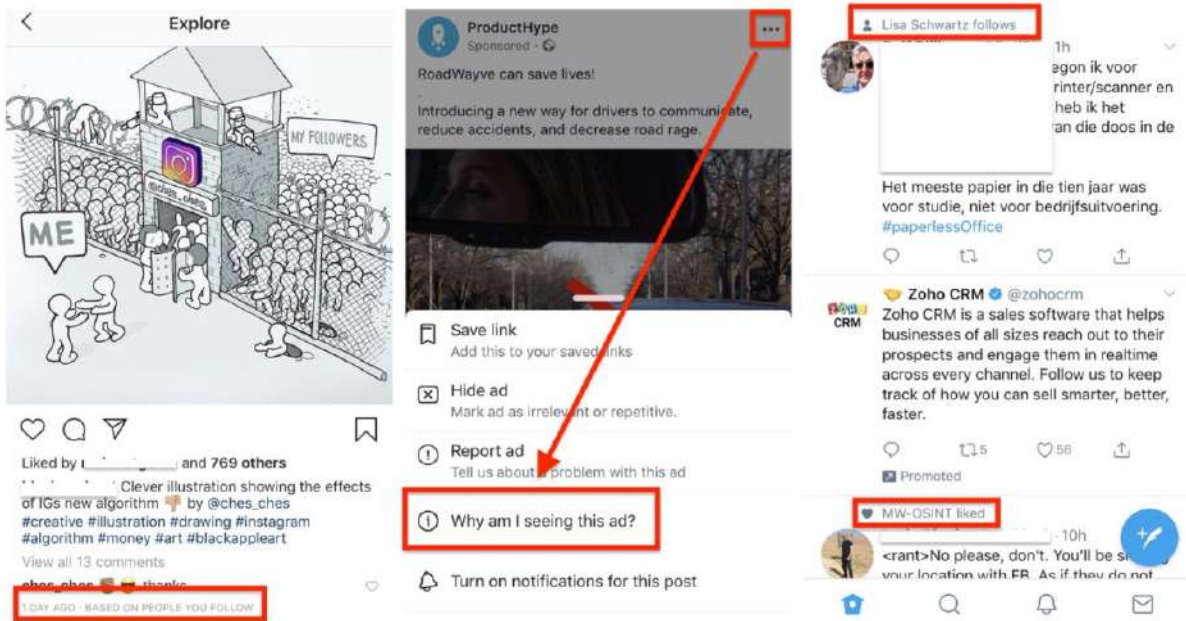 Explore
MY FOLLOWERS
@ches_ches
ME
Liked by and 769 others
Clever illustration showing the effects
of IGs new algorithm 👎🏼 by @ches_ches
#creative #illustration #drawing #instagram
#algorithm #money #art #blackappleart
View all 13 comments
ches_ches thanks
1 DAY AGO · BASED ON PEOPLE YOU FOLLOW
ProductHype
Sponsored ·
RoadWayve can save lives!
.
Introducing a new way for drivers to communicate,
reduce accidents, and decrease road rage.
Save link
Add this to your saved links
Hide ad
Mark ad as irrelevant or repetitive.
Report ad
Tell us about a problem with this ad
Why am I seeing this ad?
Turn on notifications for this post
Lisa Schwartz follows
1h
egon ik voor
rinter/scanner en
heb ik het
van die doos in de
Het meeste papier in die tien jaar was
voor studie, niet voor bedrijfsuitvoering.
#paperlessOffice
🤝 Zoho CRM @zohocrm
ZOHO
CRM
Zoho CRM is a sales software that helps
businesses of all sizes reach out to their
prospects and engage them in realtime
across every channel. Follow us to keep
track of how you can sell smarter, better,
faster.
5 56
Promoted
MW-OSINT liked
· 10h
<rant>No please, don't. You'll be
your location with FB. As if they do not